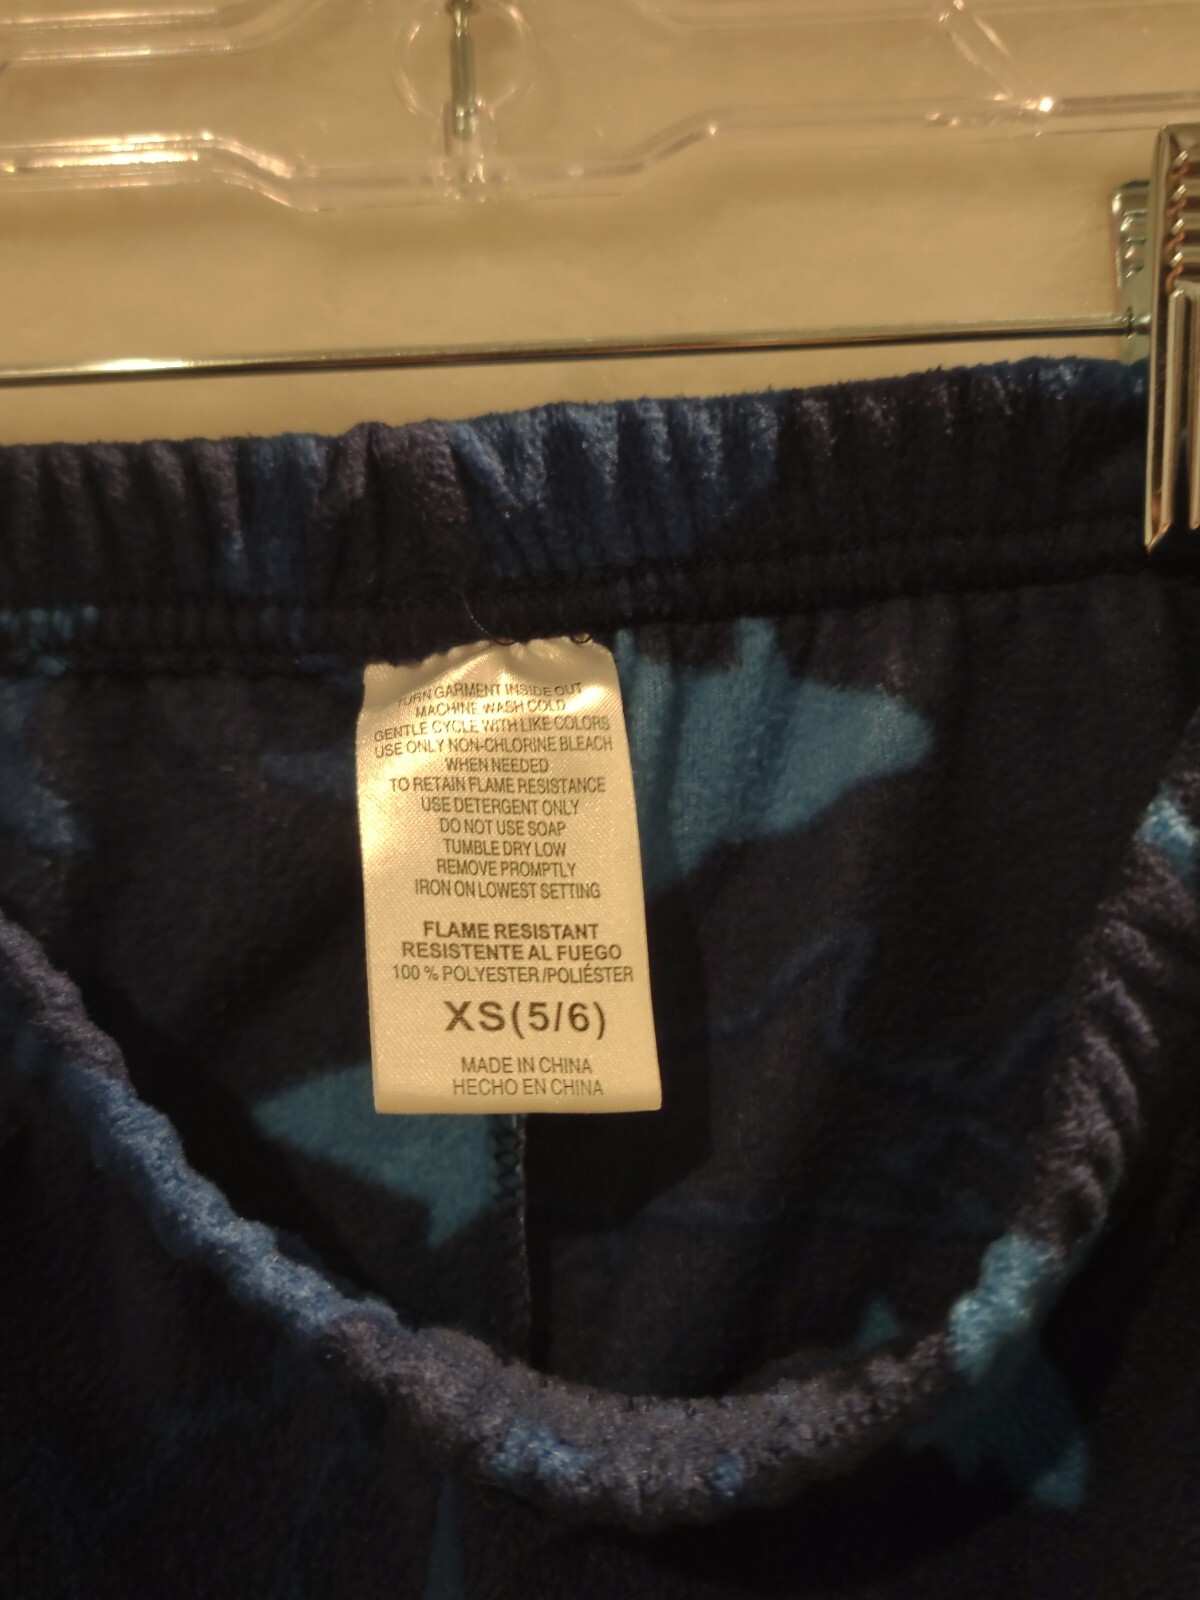 TURN GARMENT INSIDE OUT
MACHINE WASH COLD
GENTLE CYCLE WITH LIKE COLORS
USE ONLY NON-CHLORINE BLEACH
WHEN NEEDED
TO RETAIN FLAME RESISTANCE
USE DETERGENT ONLY
DO NOT USE SOAP
TUMBLE DRY LOW
REMOVE PROMPTLY
IRON ON LOWEST SETTING
FLAME RESISTANT
RESISTENTE AL FUEGO
100 % POLYESTER/POLIÉSTER
XS(5/6)
MADE IN CHINA
HECHO EN CHINA